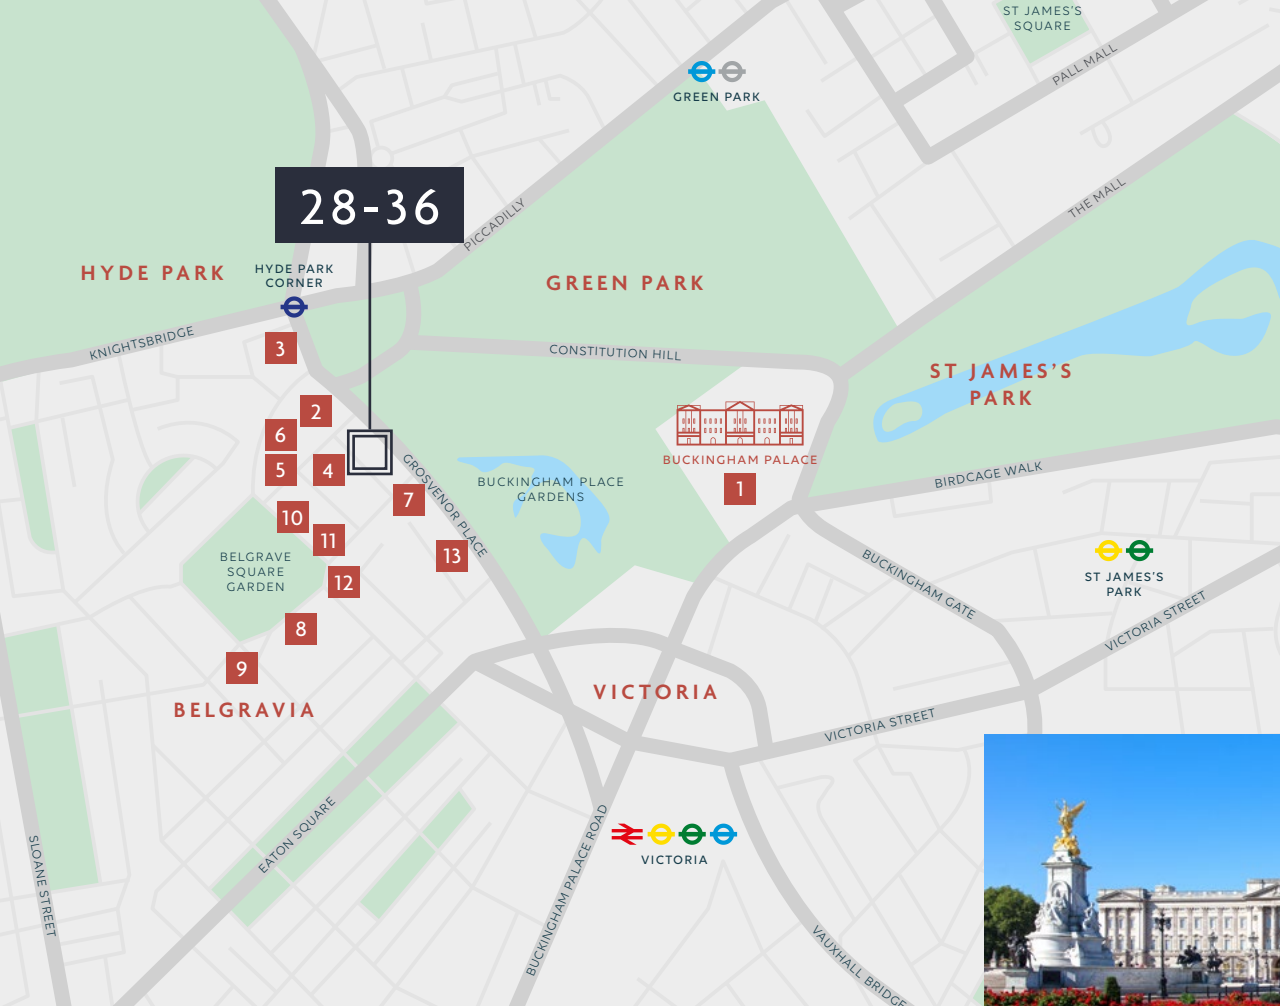 ST JAMES'S
SQUARE
PALL MALL
GREEN PARK
THE MALL
28-36
PICCADILLY
HYDE PARK
HYDE PARK
CORNER
GREEN PARK
KNIGHTSBRIDGE
3
CONSTITUTION HILL
ST JAMES'S
PARK
2
6
5
4
BUCKINGHAM PALACE
1
BIRDCAGE WALK
GROSVENOR PLACE
BUCKINGHAM PLACE
GARDENS
7
10
11
13
BELGRAVE
SQUARE
GARDEN
12
BUCKINGHAM GATE
ST JAMES'S
PARK
VICTORIA STREET
8
9
BELGRAVIA
VICTORIA
VICTORIA STREET
EATON SQUARE
SLOANE STREET
BUCKINGHAM PALACE ROAD
VICTORIA
VAUXHALL BRIDGE